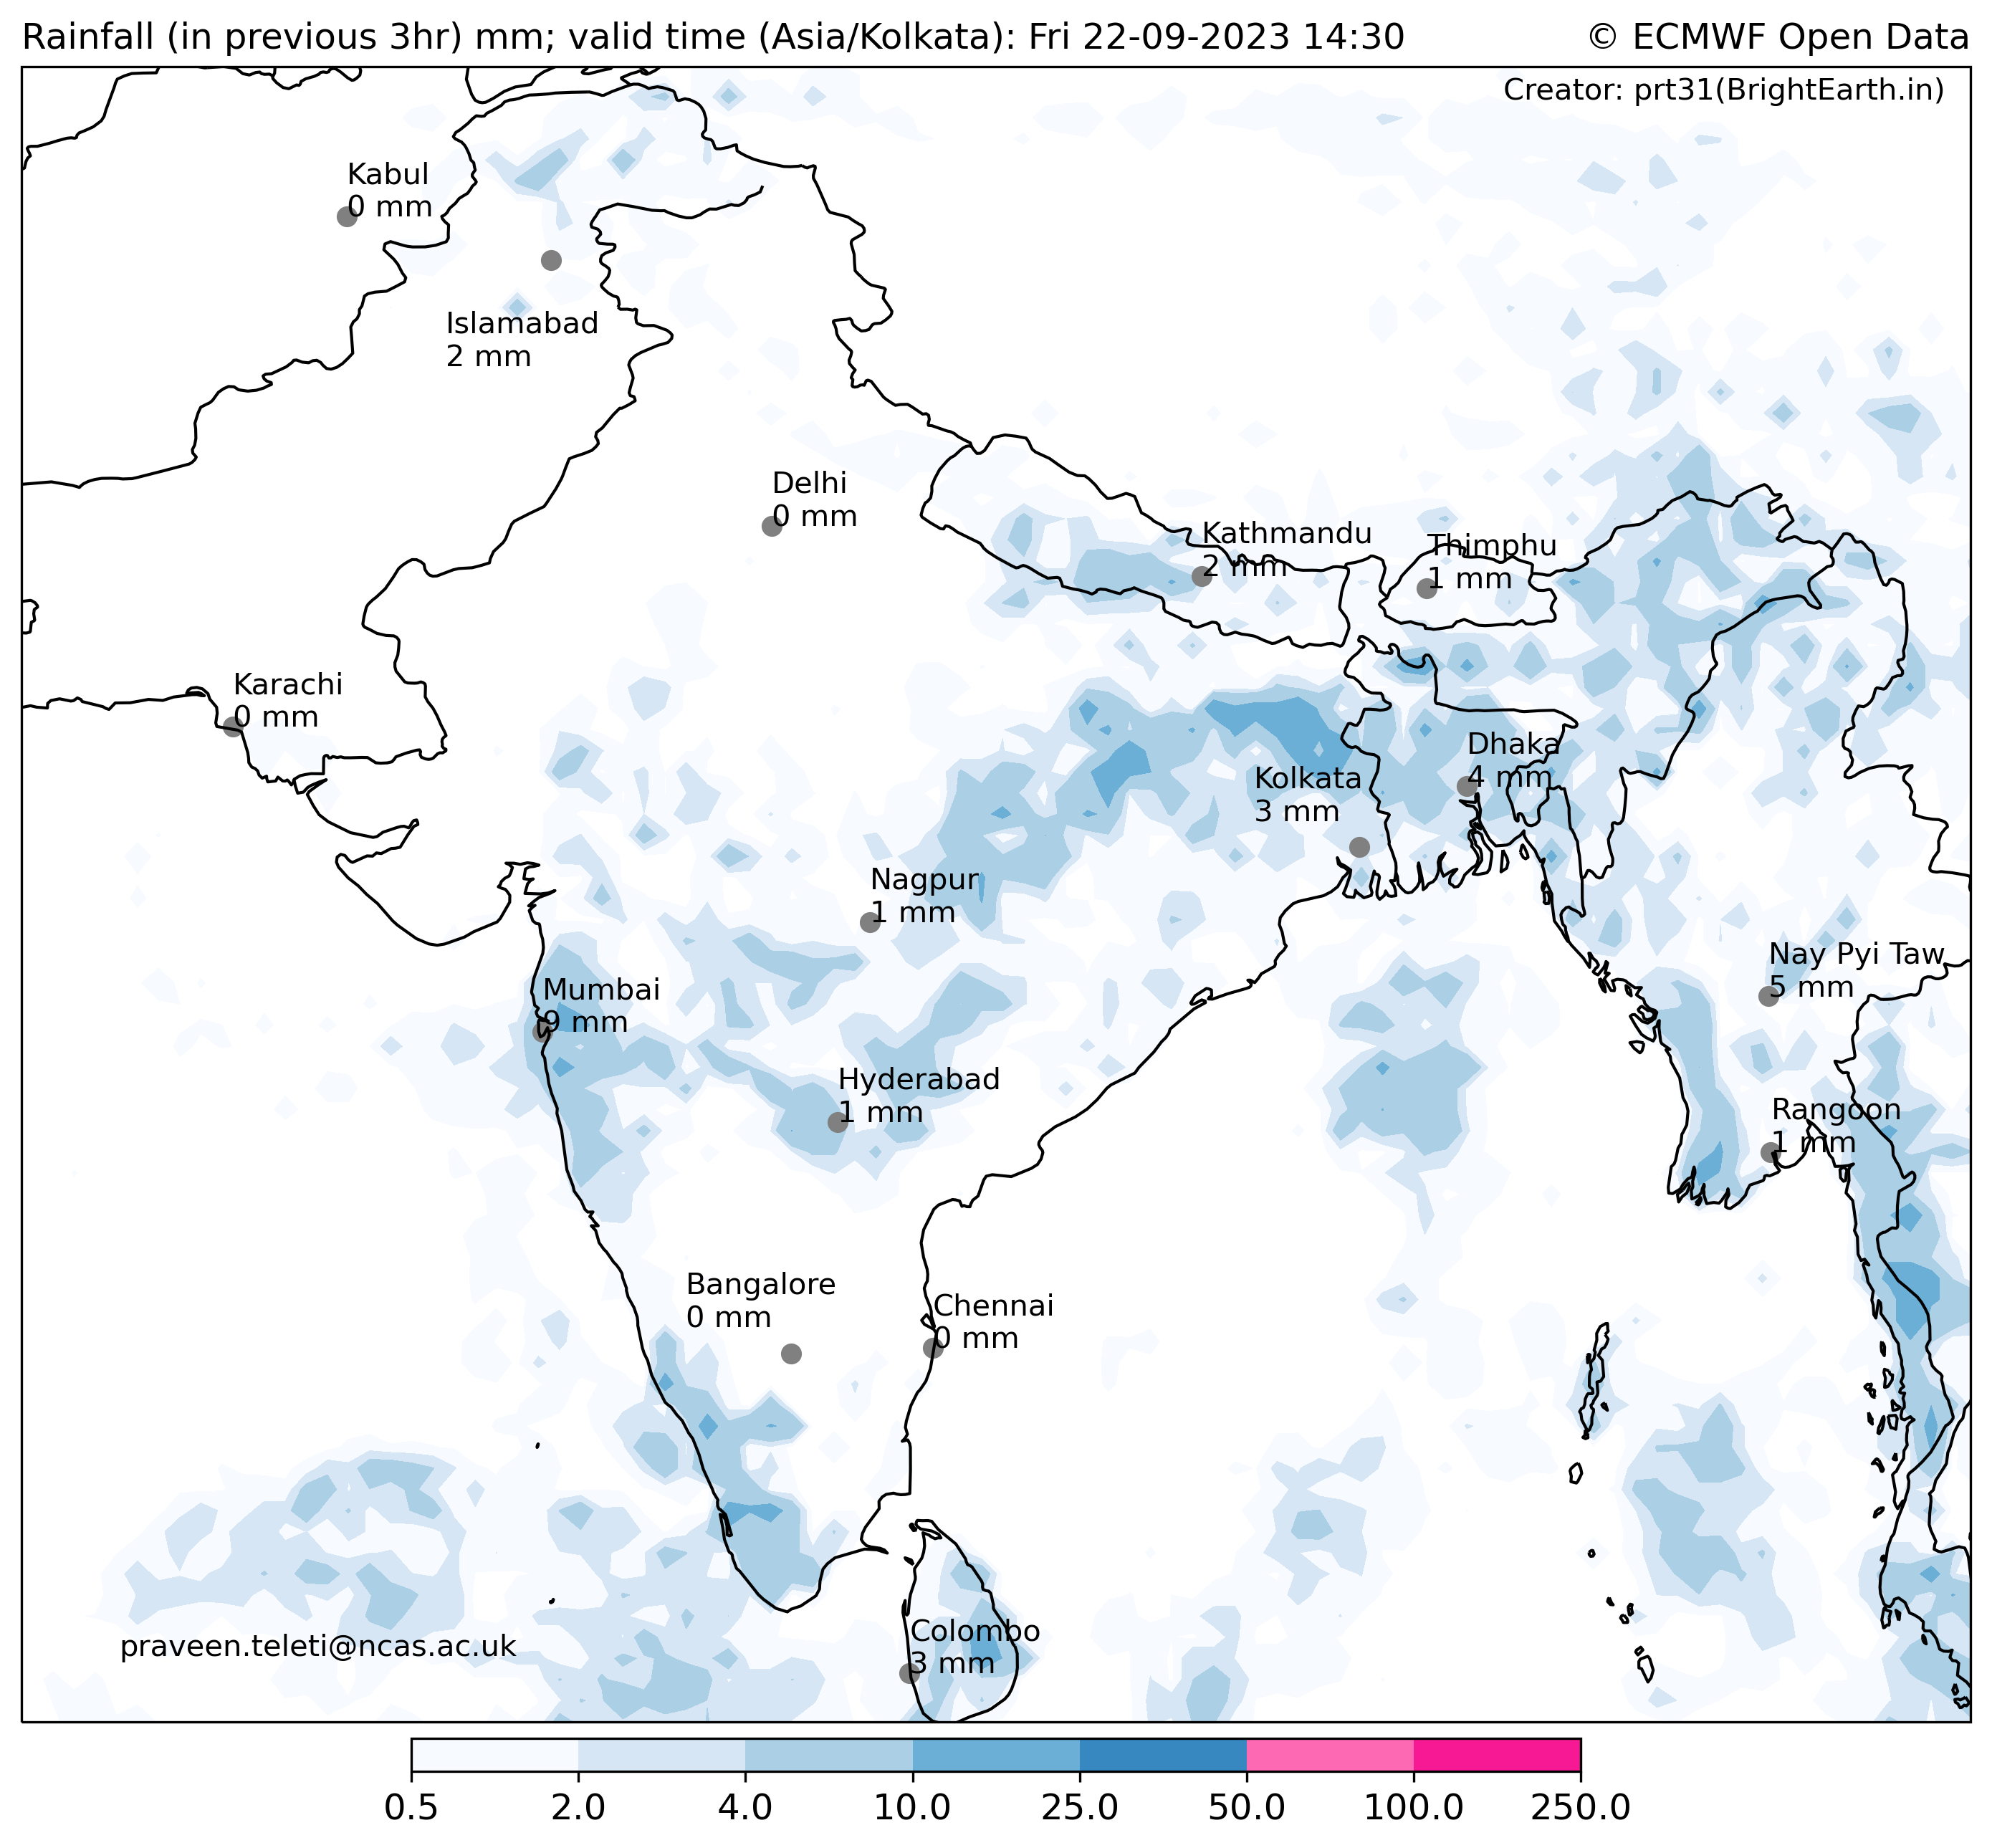 Rainfall (in previous 3hr) mm; valid time (Asia/Kolkata): Fri 22-09-2023 14:30
© ECMWF Open Data
Creator: prt31(BrightEarth.in)
Kabul
0 mm
Islamabad
2 mm
Delhi
0 mm
Kathmandu
2 mm
Thimphu
1 mm
Karachi
0 mm
Dhaka
4 mm
Kolkata
3 mm
Nagpur
1 mm
Nay Pyi Taw
5 mm
Mumbai
9 mm
Hyderabad
1 mm
Rangoon
1 mm
Bangalore
0 mm
Chennai
0 mm
Colombo
3 mm
praveen.teleti@ncas.ac.uk
0.5 2.0 4.0 10.0 25.0 50.0 100.0 250.0